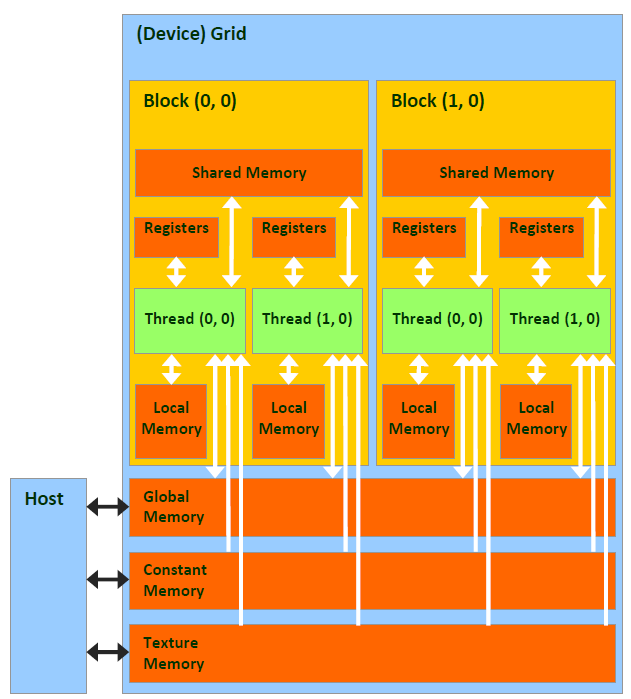 (Device) Grid
Block (0, 0)
Block (1, 0)
Shared Memory
Shared Memory
Registers
Registers
Registers
Registers
Thread (0, 0)
Thread (1, 0)
Thread (0, 0)
Thread (1, 0)
Local
Memory
Local
Memory
Local
Memory
Local
Memory
Host
Global
Memory
Constant
Memory
Texture
Memory